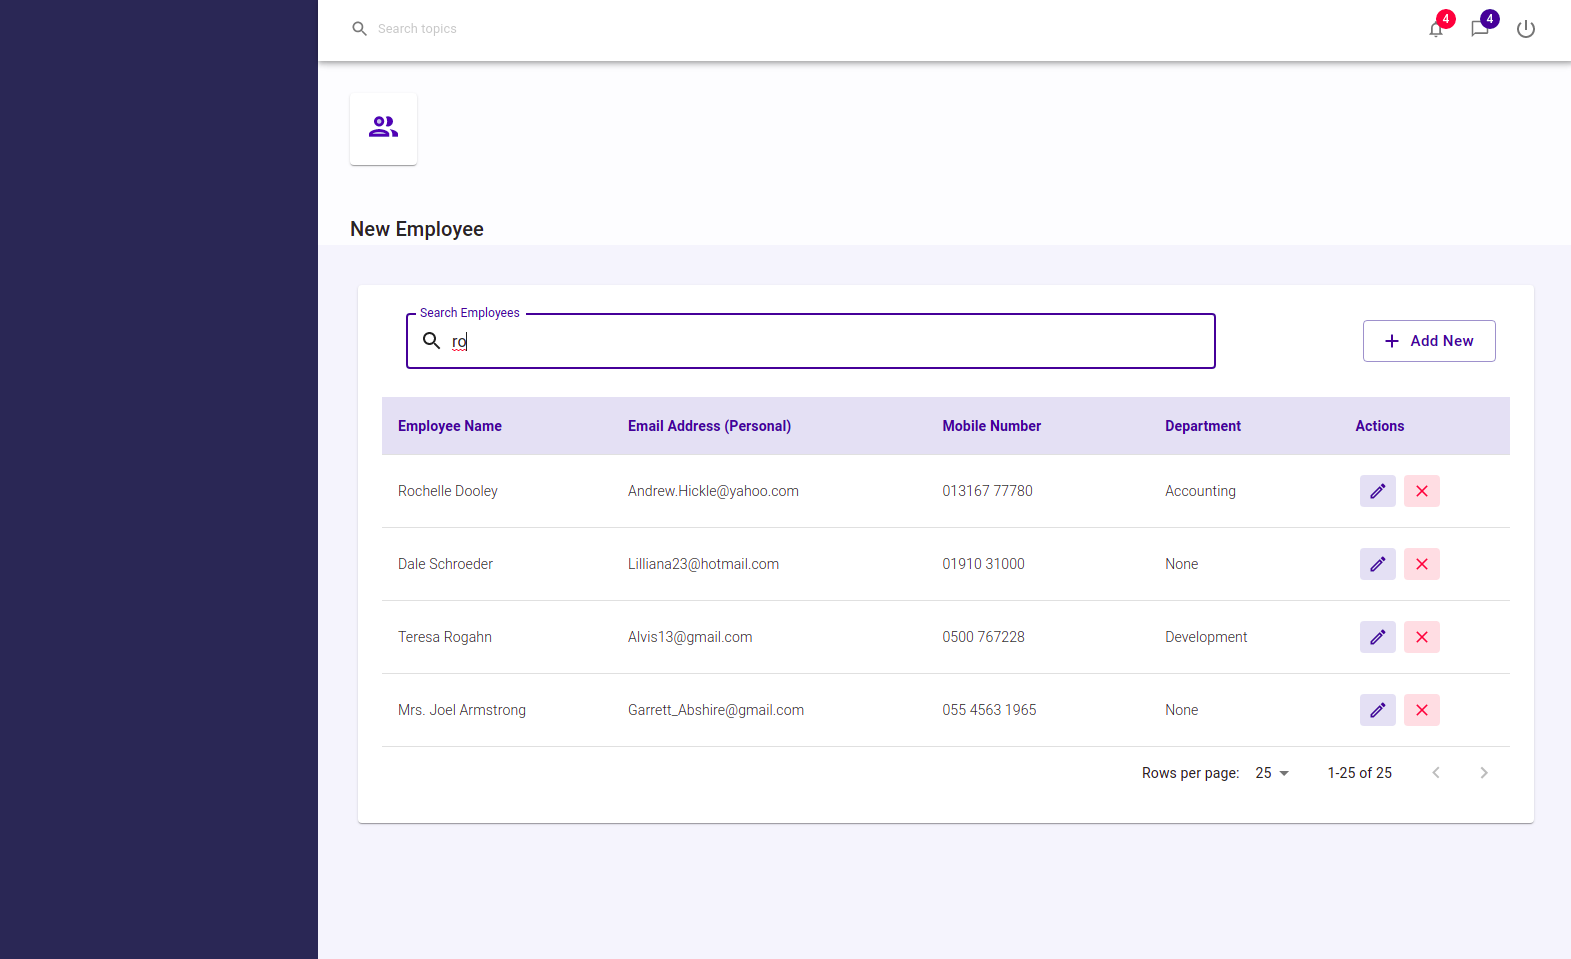 Search topics
4
4
New Employee
Search Employees
ro
Add New
Employee Name Email Address (Personal) Mobile Number Department Actions
Rochelle Dooley Andrew.Hickle@yahoo.com 013167 77780 Accounting
Dale Schroeder Lilliana23@hotmail.com 01910 31000 None
Teresa Rogahn Alvis13@gmail.com 0500 767228 Development
Mrs. Joel Armstrong Garrett_Abshire@gmail.com 055 4563 1965 None
Rows per page: 25 1-25 of 25